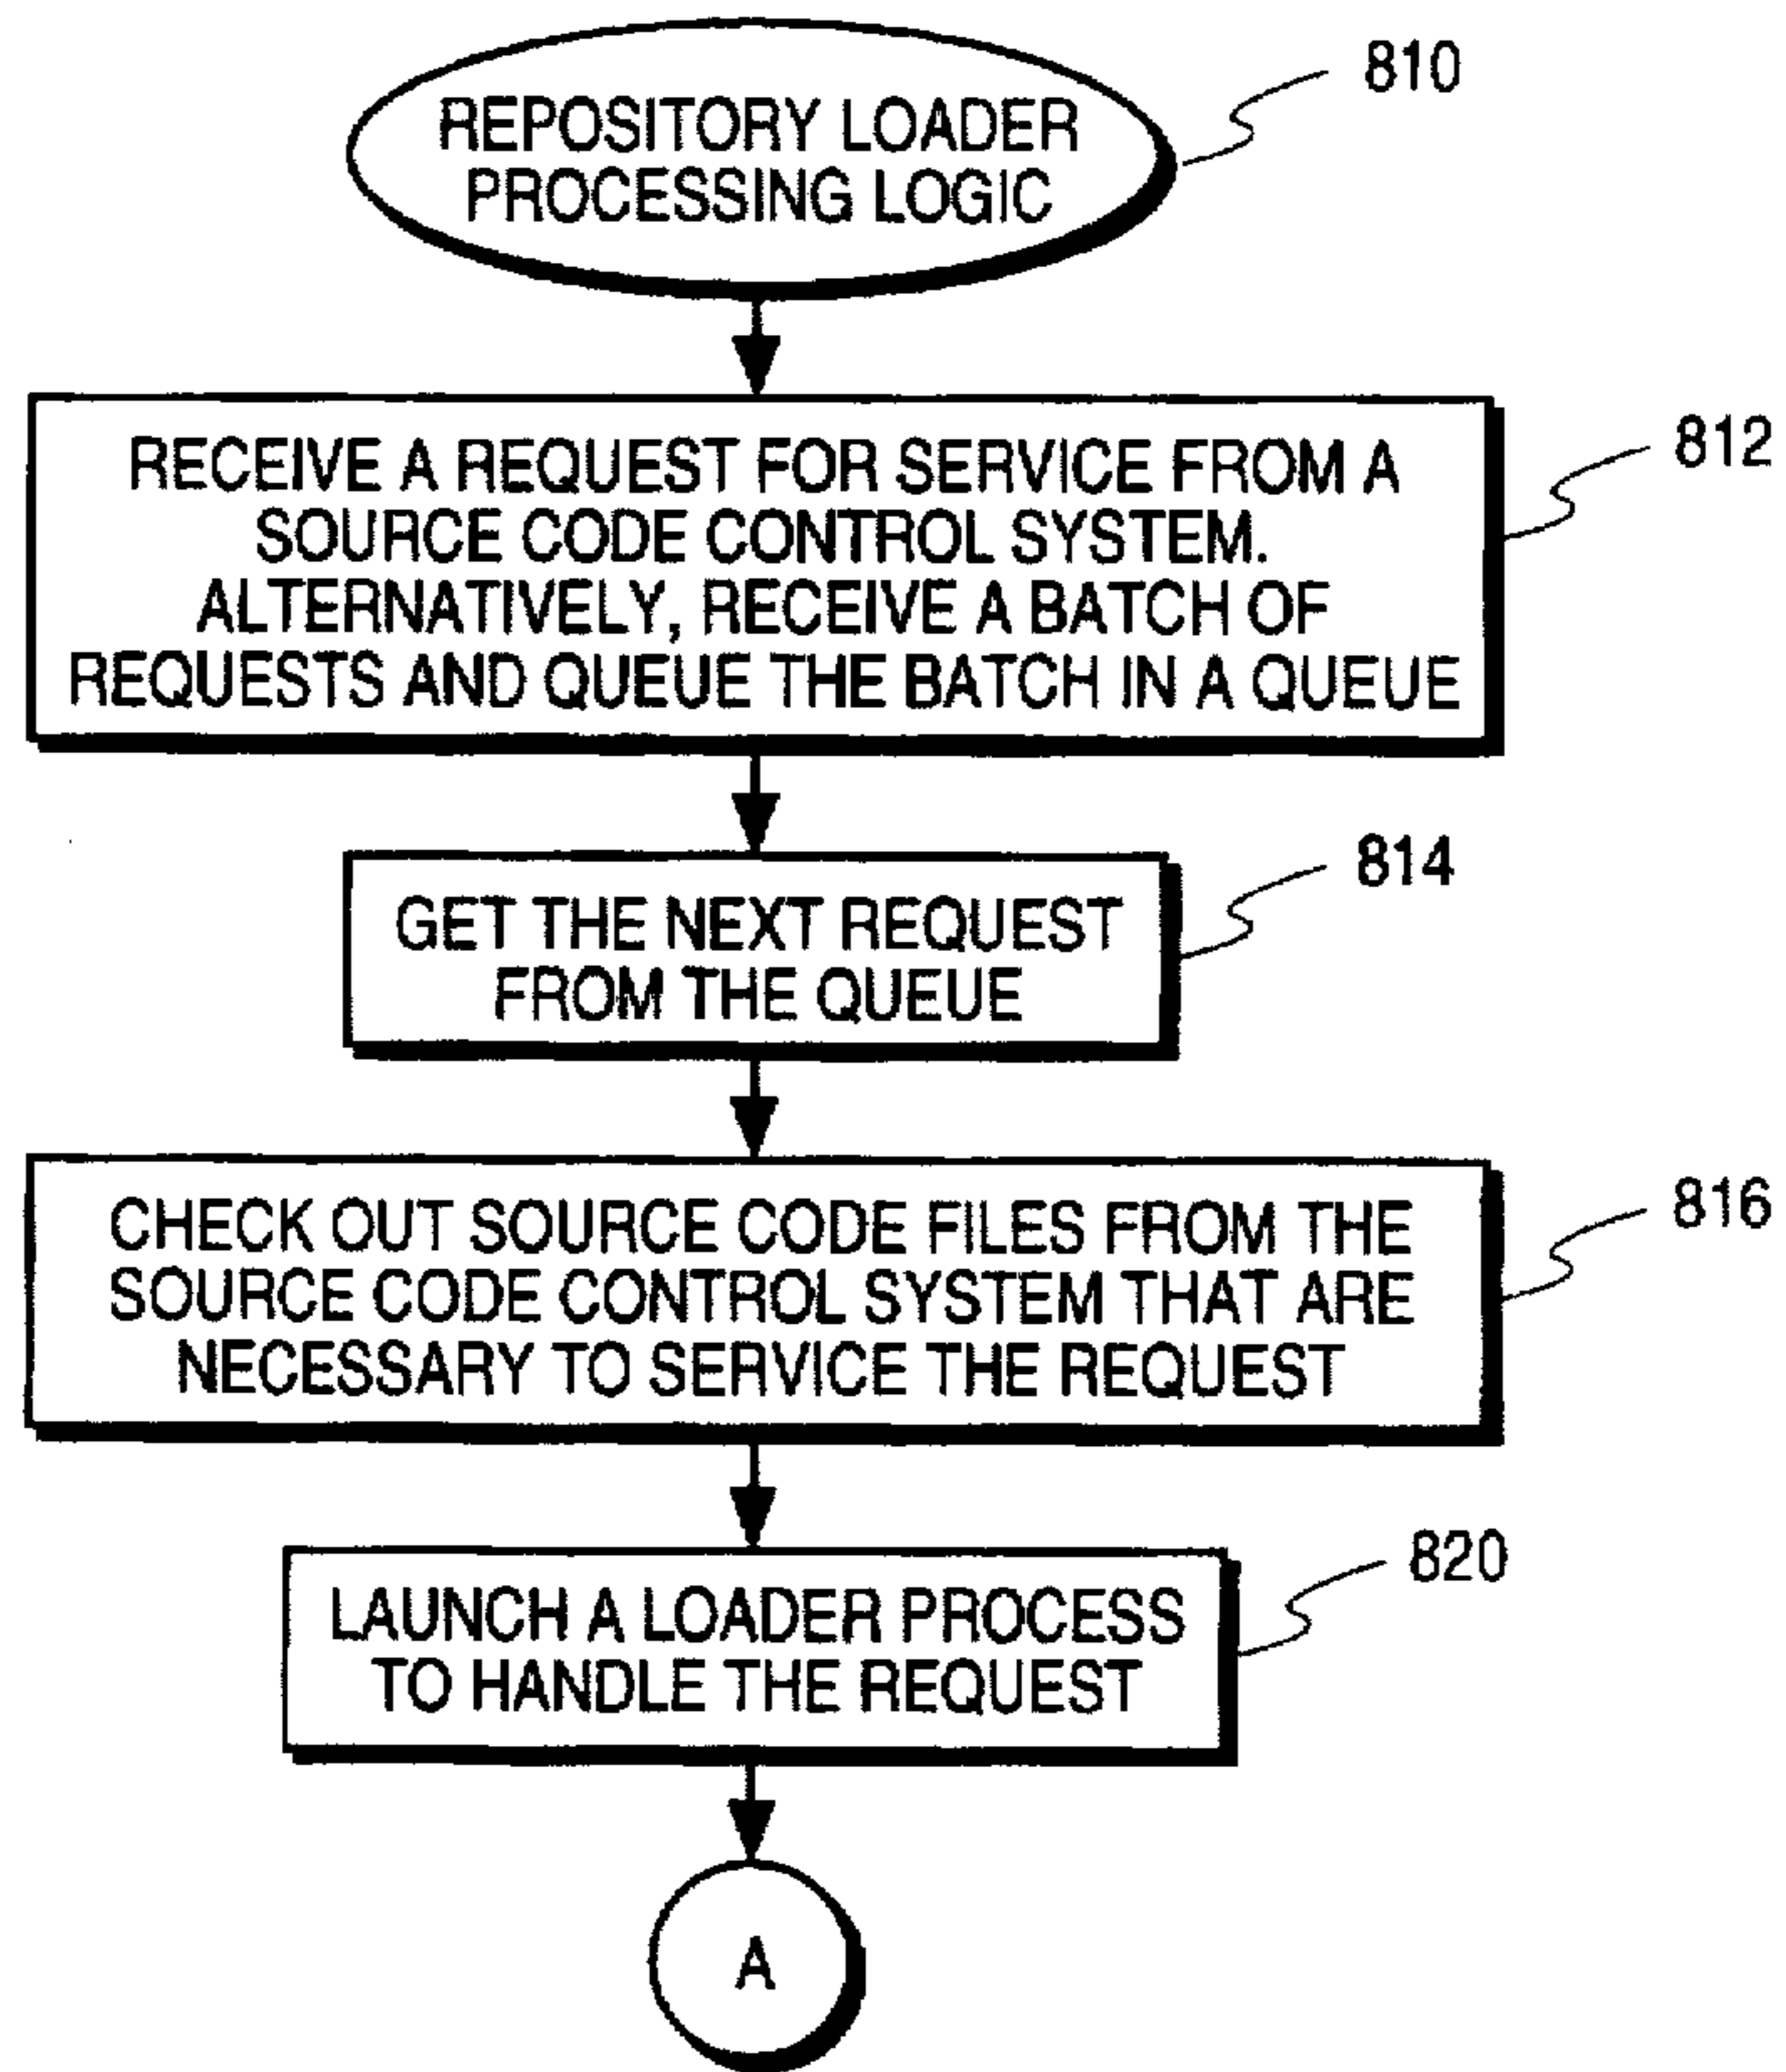 REPOSITORY LOADER
PROCESSING LOGIC
810
RECEIVE A REQUEST FOR SERVICE FROM A
SOURCE CODE CONTROL SYSTEM.
ALTERNATIVELY, RECEIVE A BATCH OF
REQUESTS AND QUEUE THE BATCH IN A QUEUE
812
GET THE NEXT REQUEST
FROM THE QUEUE
814
CHECK OUT SOURCE CODE FILES FROM THE
SOURCE CODE CONTROL SYSTEM THAT ARE
NECESSARY TO SERVICE THE REQUEST
816
LAUNCH A LOADER PROCESS
TO HANDLE THE REQUEST
820
A